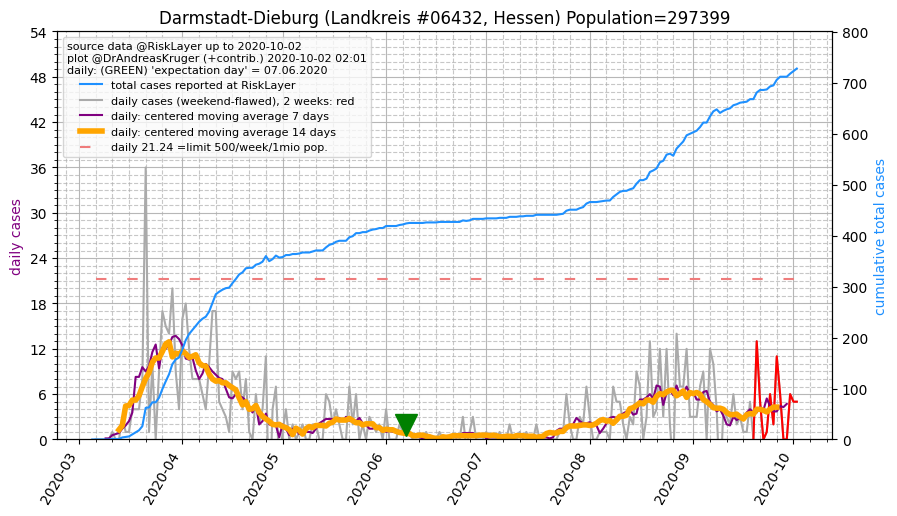 Darmstadt-Dieburg (Landkreis #06432, Hessen) Population=297399
source data @RiskLayer up to 2020-10-02
plot @DrAndreasKruger (+contrib.) 2020-10-02 02:01
daily: (GREEN) 'expectation day' = 07.06.2020
total cases reported at RiskLayer
daily cases (weekend-flawed), 2 weeks: red
daily: centered moving average 7 days
daily: centered moving average 14 days
daily 21.24 =limit 500/week/1mio pop.
daily cases
54
48
42
36
30
24
18
12
6
0
cumulative total cases
800
700
600
500
400
300
200
100
0
2020-03
2020-04
2020-05
2020-06
2020-07
2020-08
2020-09
2020-10